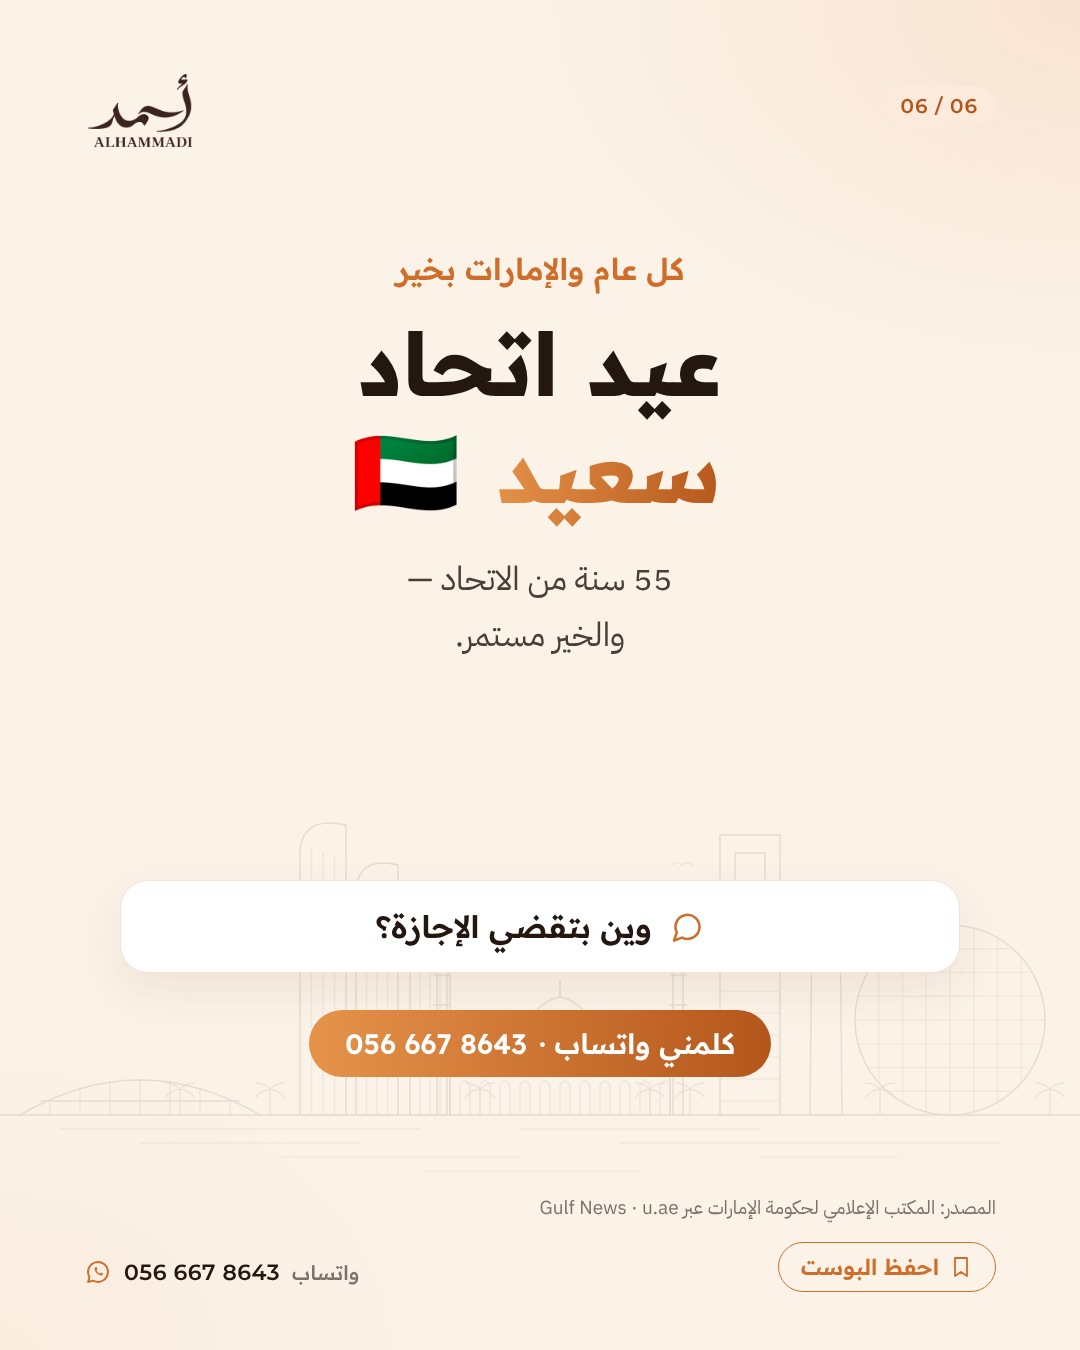 أحمد
ALHAMMADI
06 / 06
كل عام والإمارات بخير
عيد اتحاد
سعيد 🇦🇪
55 سنة من الاتحاد —
والخير مستمر.
وين بتقضي الإجازة؟
كلمني واتساب · 056 667 8643
المصدر: المكتب الإعلامي لحكومة الإمارات عبر Gulf News · u.ae
احفظ البوست
واتساب 056 667 8643